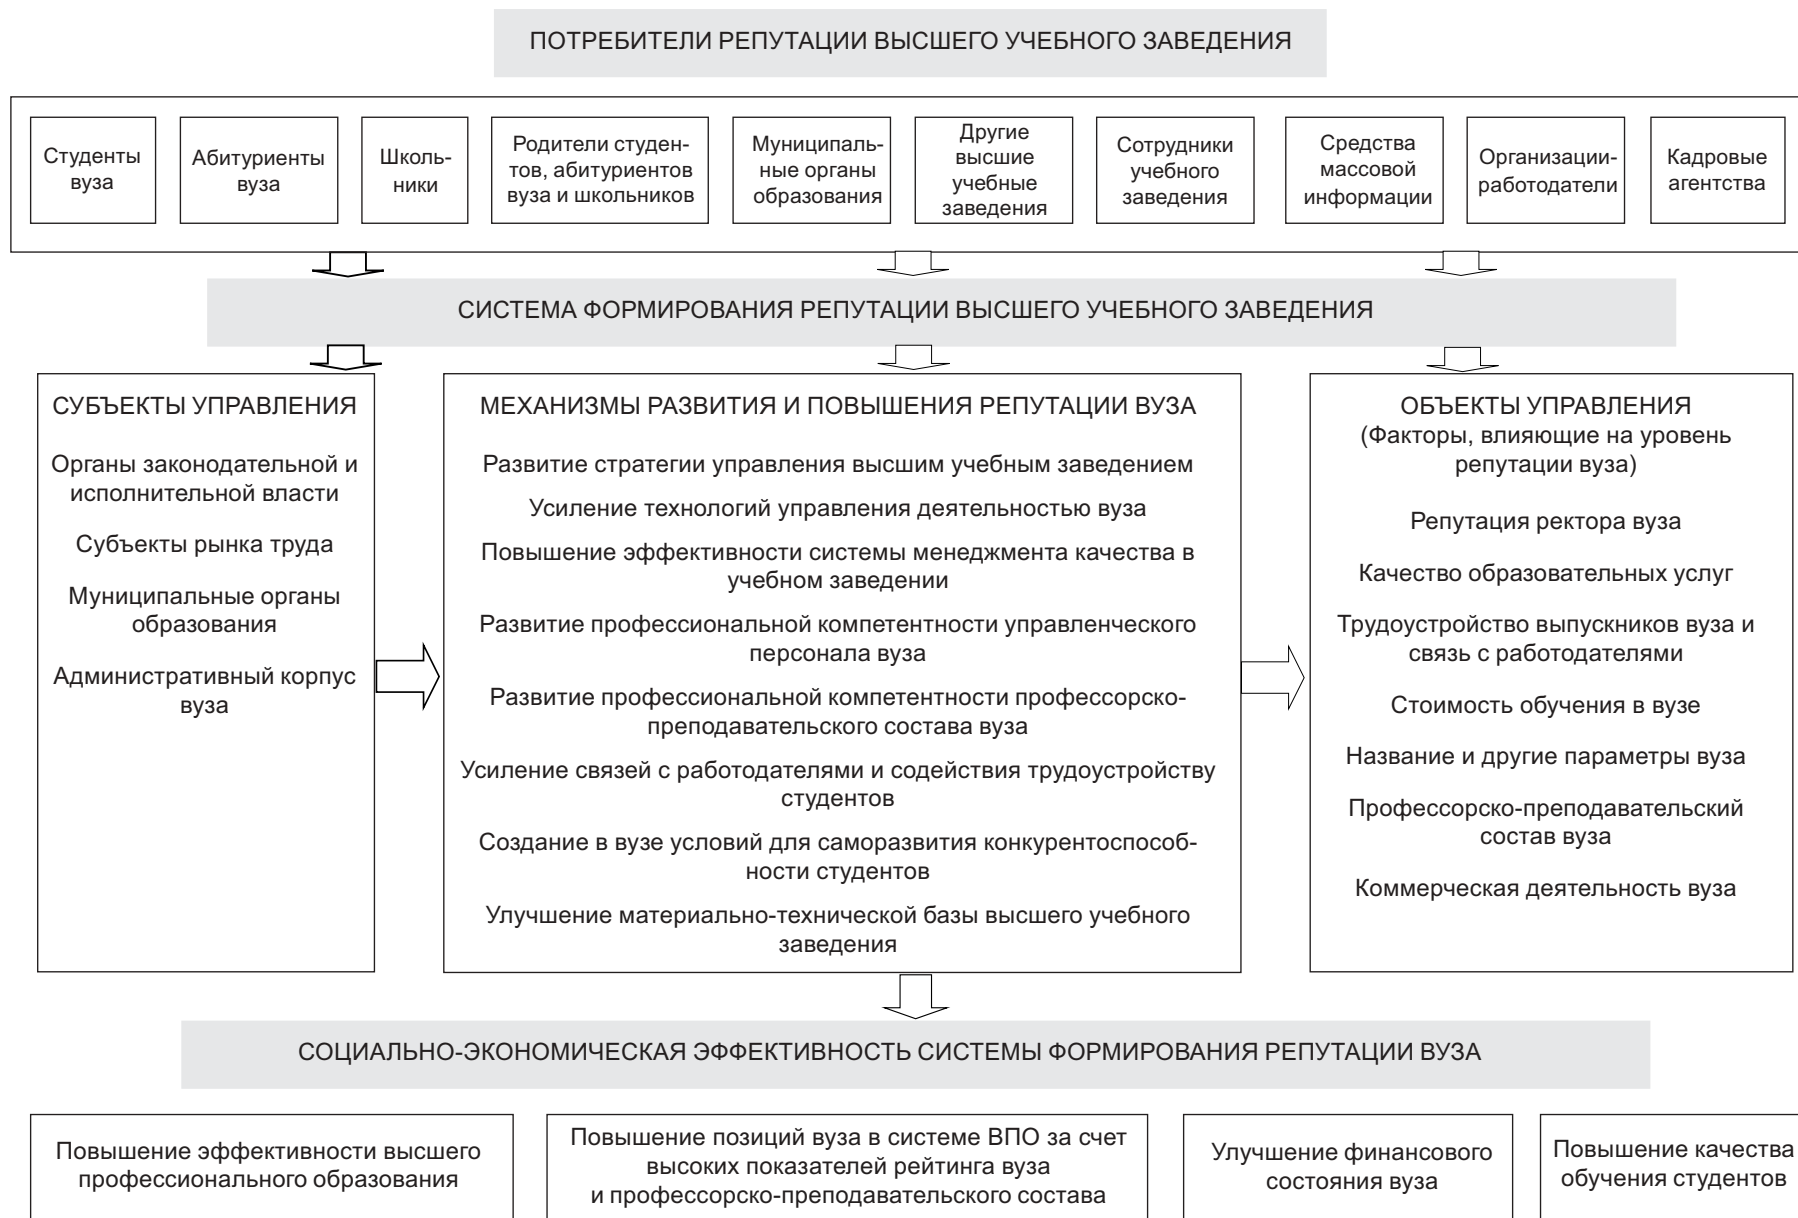 ПОТРЕБИТЕЛИ РЕПУТАЦИИ ВЫСШЕГО УЧЕБНОГО ЗАВЕДЕНИЯ
Студенты
вуза
Абитуриенты
вуза
Школь-
ники
Родители студен-
тов, абитуриентов
вуза и школьников
Муниципаль-
ные органы
образования
Другие
высшие
учебные
заведения
Сотрудники
учебного
заведения
Средства
массовой
информации
Организации-
работодатели
Кадровые
агентства
СИСТЕМА ФОРМИРОВАНИЯ РЕПУТАЦИИ ВЫСШЕГО УЧЕБНОГО ЗАВЕДЕНИЯ
СУБЪЕКТЫ УПРАВЛЕНИЯ
Органы законодательной и
исполнительной власти
Субъекты рынка труда
Муниципальные органы
образования
Административный корпус
вуза
МЕХАНИЗМЫ РАЗВИТИЯ И ПОВЫШЕНИЯ РЕПУТАЦИИ ВУЗА
Развитие стратегии управления высшим учебным заведением
Усиление технологий управления деятельностью вуза
Повышение эффективности системы менеджмента качества в
учебном заведении
Развитие профессиональной компетентности управленческого
персонала вуза
Развитие профессиональной компетентности профессорско-
преподавательского состава вуза
Усиление связей с работодателями и содействия трудоустройству
студентов
Создание в вузе условий для саморазвития конкурентоспособ-
ности студентов
Улучшение материально-технической базы высшего учебного
заведения
ОБЪЕКТЫ УПРАВЛЕНИЯ
(Факторы, влияющие на уровень
репутации вуза)
Репутация ректора вуза
Качество образовательных услуг
Трудоустройство выпускников вуза и
связь с работодателями
Стоимость обучения в вузе
Название и другие параметры вуза
Профессорско-преподавательский
состав вуза
Коммерческая деятельность вуза
СОЦИАЛЬНО-ЭКОНОМИЧЕСКАЯ ЭФФЕКТИВНОСТЬ СИСТЕМЫ ФОРМИРОВАНИЯ РЕПУТАЦИИ ВУЗА
Повышение эффективности высшего
профессионального образования
Повышение позиций вуза в системе ВПО за счет
высоких показателей рейтинга вуза
и профессорско-преподавательского состава
Улучшение финансового
состояния вуза
Повышение качества
обучения студентов